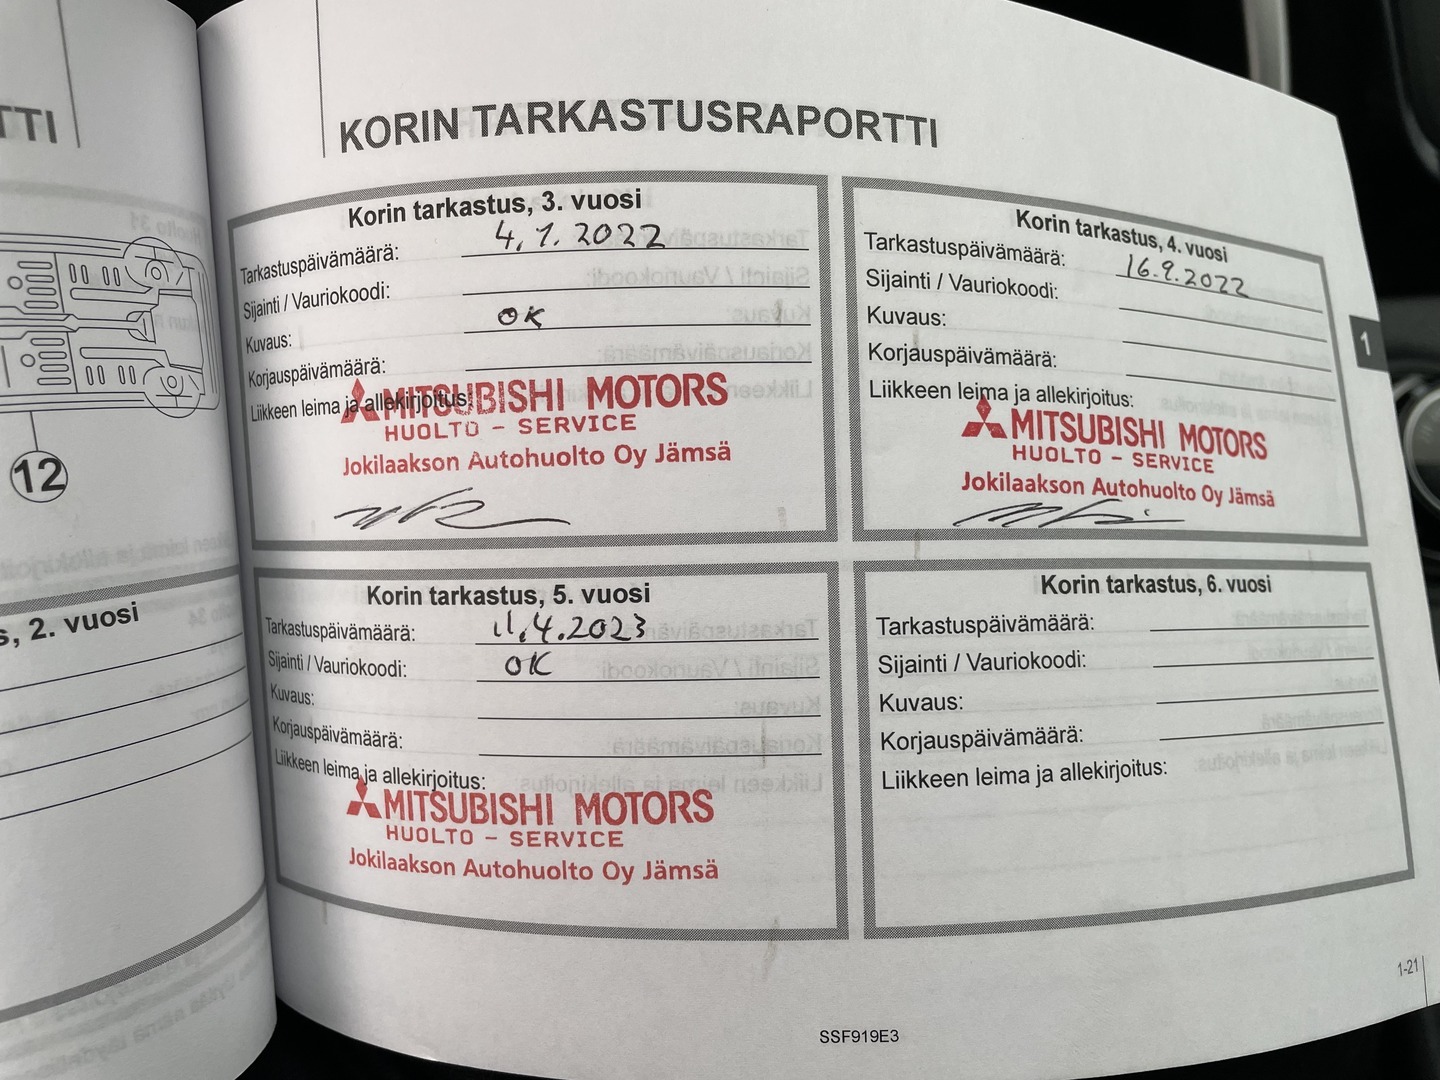 TTI
12
s, 2. vuosi
KORIN TARKASTUSRAPORTTI
Korin tarkastus, 3. vuosi
Tarkastuspäivämäärä: 4.1.2022
Sijainti / Vauriokoodi:
Kuvaus: OK
Korjauspäivämäärä:
Liikkeen leima ja allekirjoitus:
MITSUBISHI MOTORS
HUOLTO - SERVICE
Jokilaakson Autohuolto Oy Jämsä
Korin tarkastus, 4. vuosi
Tarkastuspäivämäärä: 16.9.2022
Sijainti / Vauriokoodi:
Kuvaus:
Korjauspäivämäärä:
Liikkeen leima ja allekirjoitus:
MITSUBISHI MOTORS
HUOLTO - SERVICE
Jokilaakson Autohuolto Oy Jämsä
1
Korin tarkastus, 5. vuosi
Tarkastuspäivämäärä: 11.4.2023
Sijainti / Vauriokoodi: OK
Kuvaus:
Korjauspäivämäärä:
Liikkeen leima ja allekirjoitus:
MITSUBISHI MOTORS
HUOLTO - SERVICE
Jokilaakson Autohuolto Oy Jämsä
Korin tarkastus, 6. vuosi
Tarkastuspäivämäärä:
Sijainti / Vauriokoodi:
Kuvaus:
Korjauspäivämäärä:
Liikkeen leima ja allekirjoitus:
1-21
SSF919E3